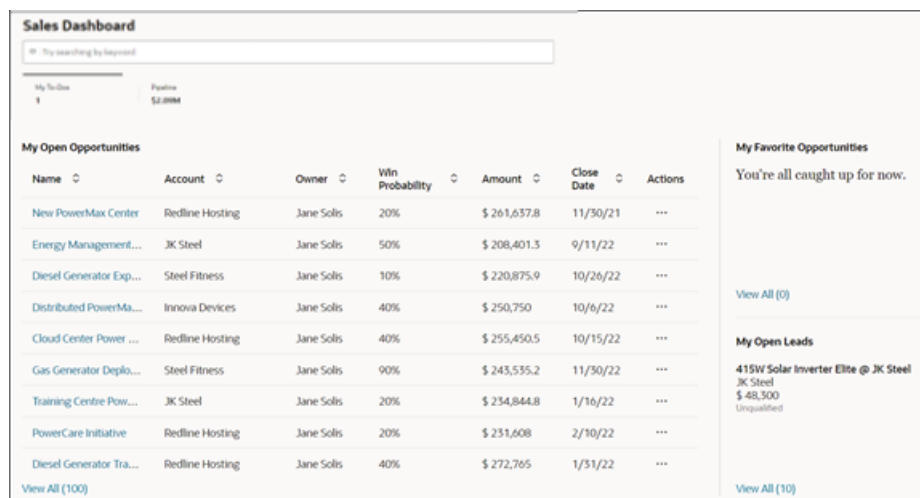 Sales Dashboard
Try searching by keyword
My To-Dos
1
Pipeline
$2.09M
My Open Opportunities
Name Account Owner Win Probability Amount Close Date Actions
New PowerMax Center Redline Hosting Jane Solis 20% $ 261,637.8 11/30/21 ...
Energy Management... JK Steel Jane Solis 50% $ 208,401.3 9/11/22 ...
Diesel Generator Exp... Steel Fitness Jane Solis 10% $ 220,875.9 10/26/22 ...
Distributed PowerMa... Innova Devices Jane Solis 40% $ 250,750 10/6/22 ...
Cloud Center Power ... Redline Hosting Jane Solis 40% $ 255,450.5 10/15/22 ...
Gas Generator Deplo... Steel Fitness Jane Solis 90% $ 243,535.2 11/30/22 ...
Training Centre Pow... JK Steel Jane Solis 20% $ 234,844.8 1/16/22 ...
PowerCare Initiative Redline Hosting Jane Solis 20% $ 231,608 2/10/22 ...
Diesel Generator Tra... Redline Hosting Jane Solis 40% $ 272,765 1/31/22 ...
View All (100)
My Favorite Opportunities
You're all caught up for now.
View All (0)
My Open Leads
415W Solar Inverter Elite @ JK Steel
JK Steel
$ 48,300
Unqualified
View All (10)